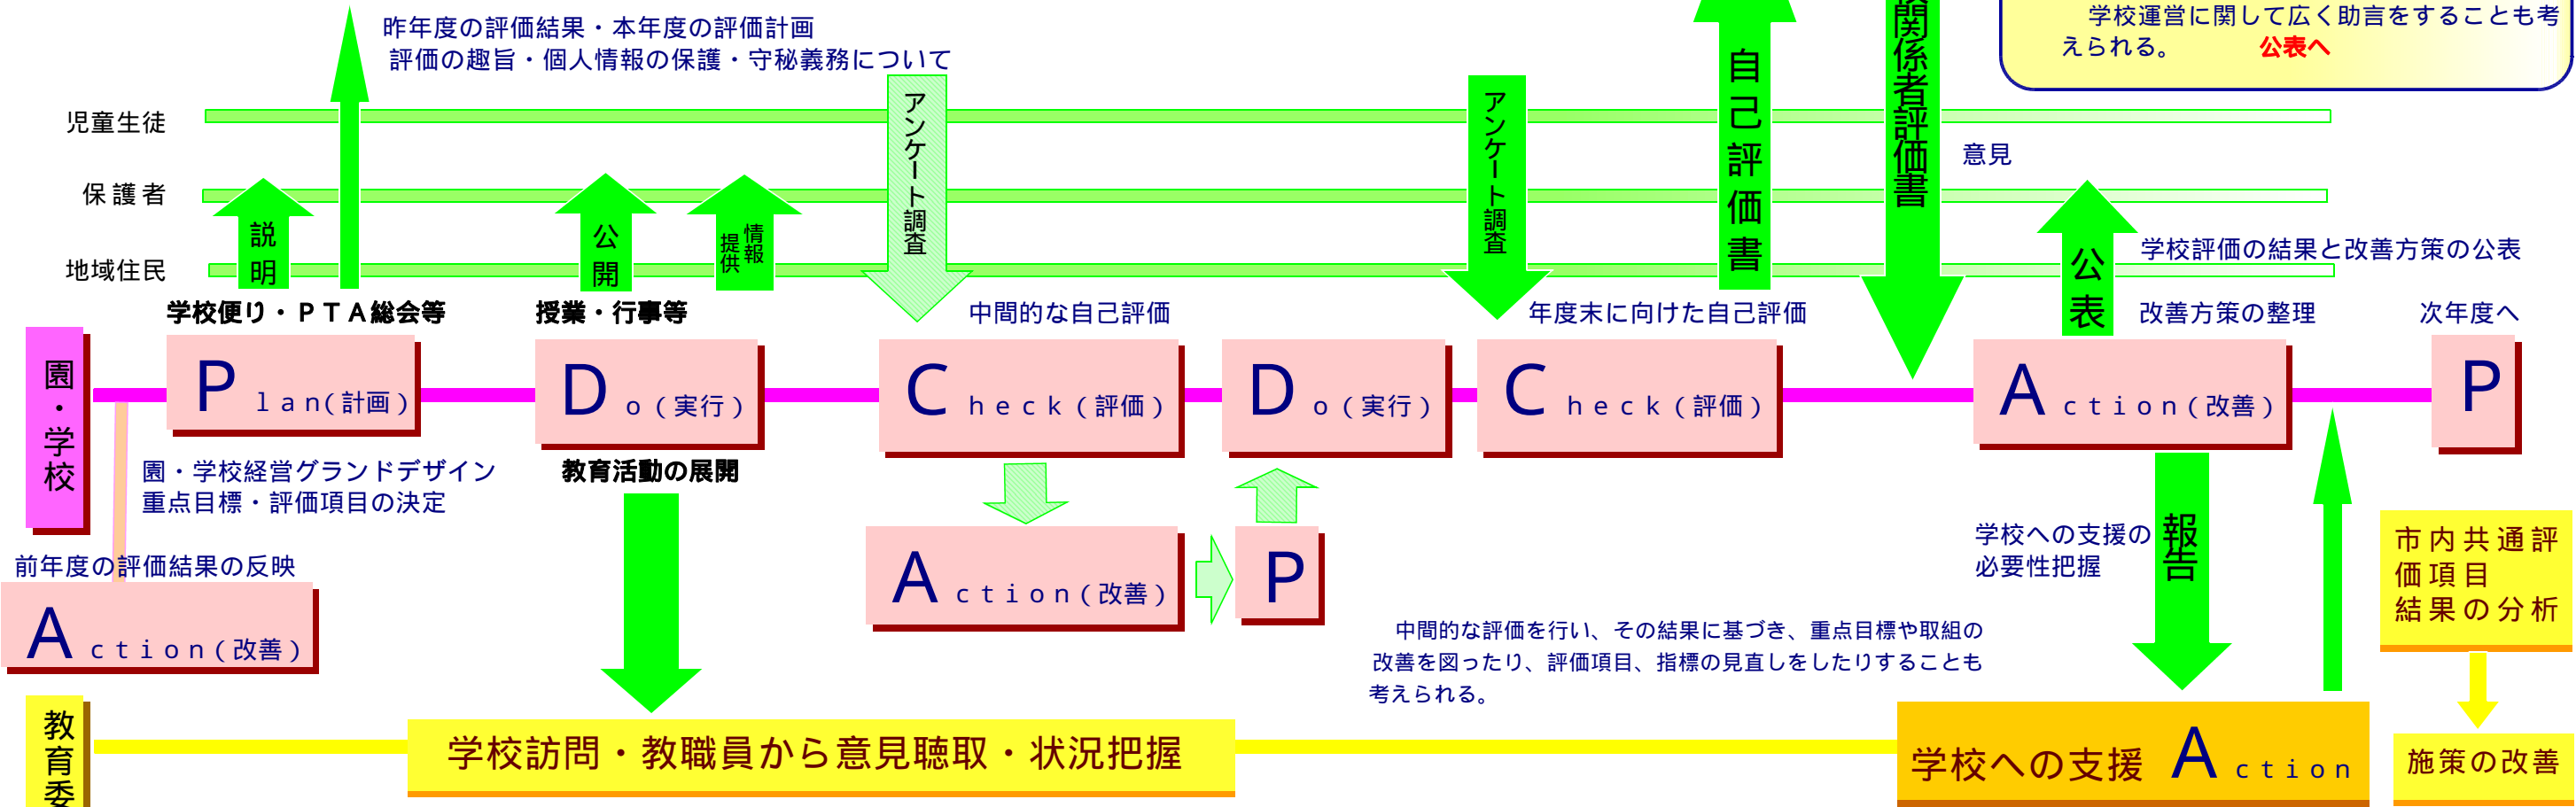 昨年度の評価結果・本年度の評価計画
評価の趣旨・個人情報の保護・守秘義務について
学校運営に関して広く助言をすることも考
えられる。 公表へ
児童生徒
保護者
地域住民
説明
公開
情報
提供
アンケート調査
アンケート調査
自己評価書
関係者評価書
意見
公表
学校評価の結果と改善方策の公表
学校便り・ＰＴＡ総会等
授業・行事等
中間的な自己評価
年度末に向けた自己評価
改善方策の整理
次年度へ
園・学校
Ｐｌａｎ(計画)
Ｄｏ(実行)
Ｃｈｅｃｋ(評価)
Ｄｏ(実行)
Ｃｈｅｃｋ(評価)
Ａｃｔｉｏｎ(改善)
Ｐ
園・学校経営グランドデザイン
重点目標・評価項目の決定
教育活動の展開
前年度の評価結果の反映
Ａｃｔｉｏｎ(改善)
Ａｃｔｉｏｎ(改善)
Ｐ
学校への支援の
必要性把握
報告
市内共通評
価項目
結果の分析
中間的な評価を行い、その結果に基づき、重点目標や取組の
改善を図ったり、評価項目、指標の見直しをしたりすることも
考えられる。
教育委
学校訪問・教職員から意見聴取・状況把握
学校への支援 Ａｃｔｉｏｎ
施策の改善